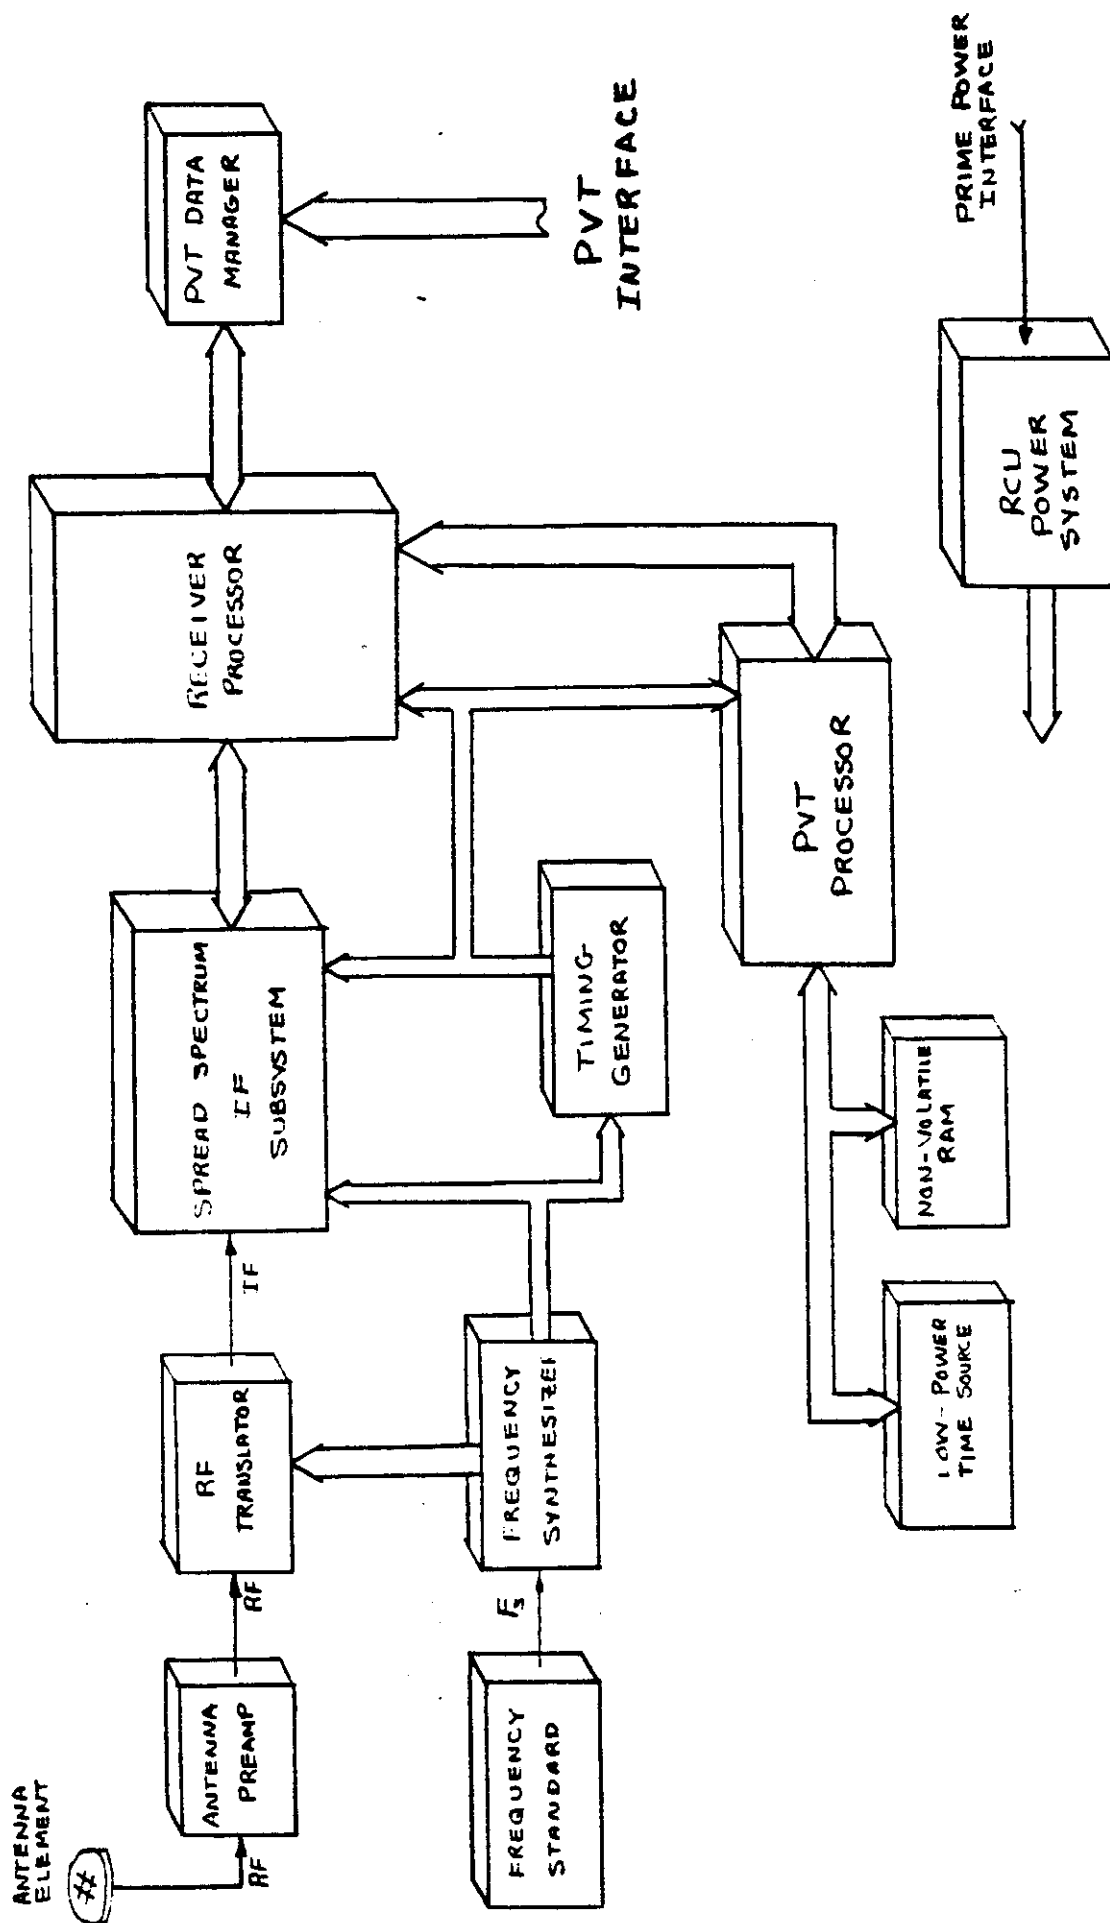 ANTENNA
ELEMENT
XX
RF
ANTENNA
PREAMP
RF
RF
TRANSLATOR
IF
SPREAD SPECTRUM
IF
SUBSYSTEM
RECEIVER
PROCESSOR
PVT DATA
MANAGER
PVT
INTERFACE
FREQUENCY
STANDARD
Fs
FREQUENCY
SYNTHESIZER
TIMING-
GENERATOR
PVT
PROCESSOR
LOW-POWER
TIME SOURCE
NON-VOLATILE
RAM
RCU
POWER
SYSTEM
PRIME POWER
INTERFACE